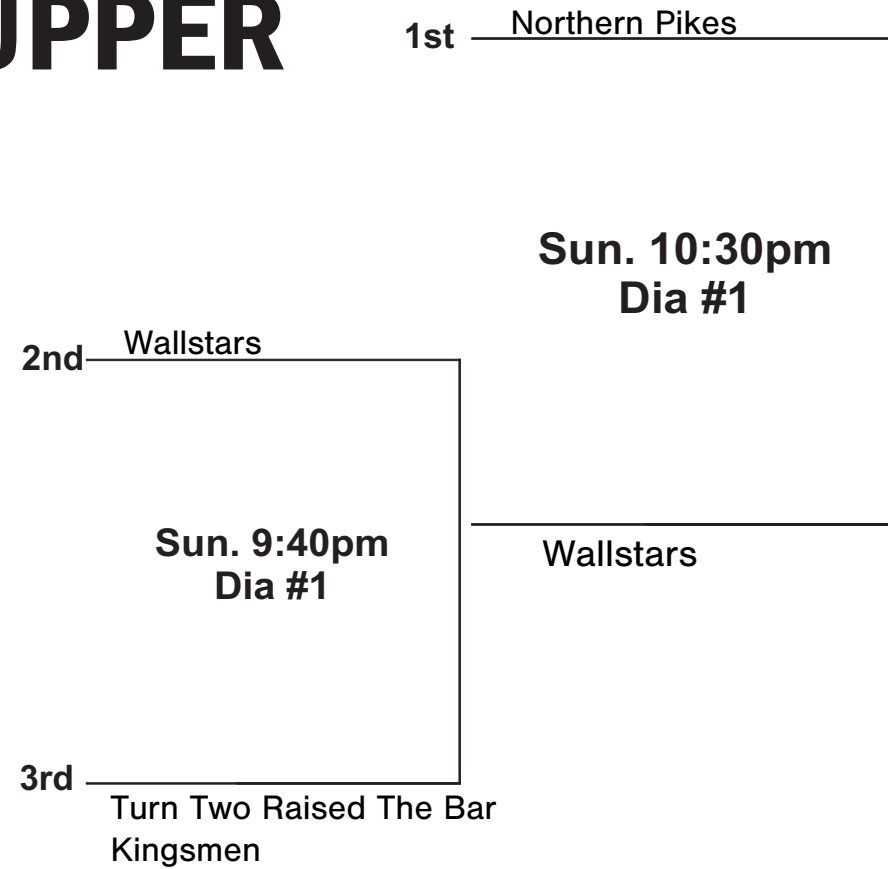 UPPER
1st Northern Pikes
Sun. 10:30pm
Dia #1
2nd Wallstars
Sun. 9:40pm
Dia #1
Wallstars
3rd
Turn Two Raised The Bar
Kingsmen